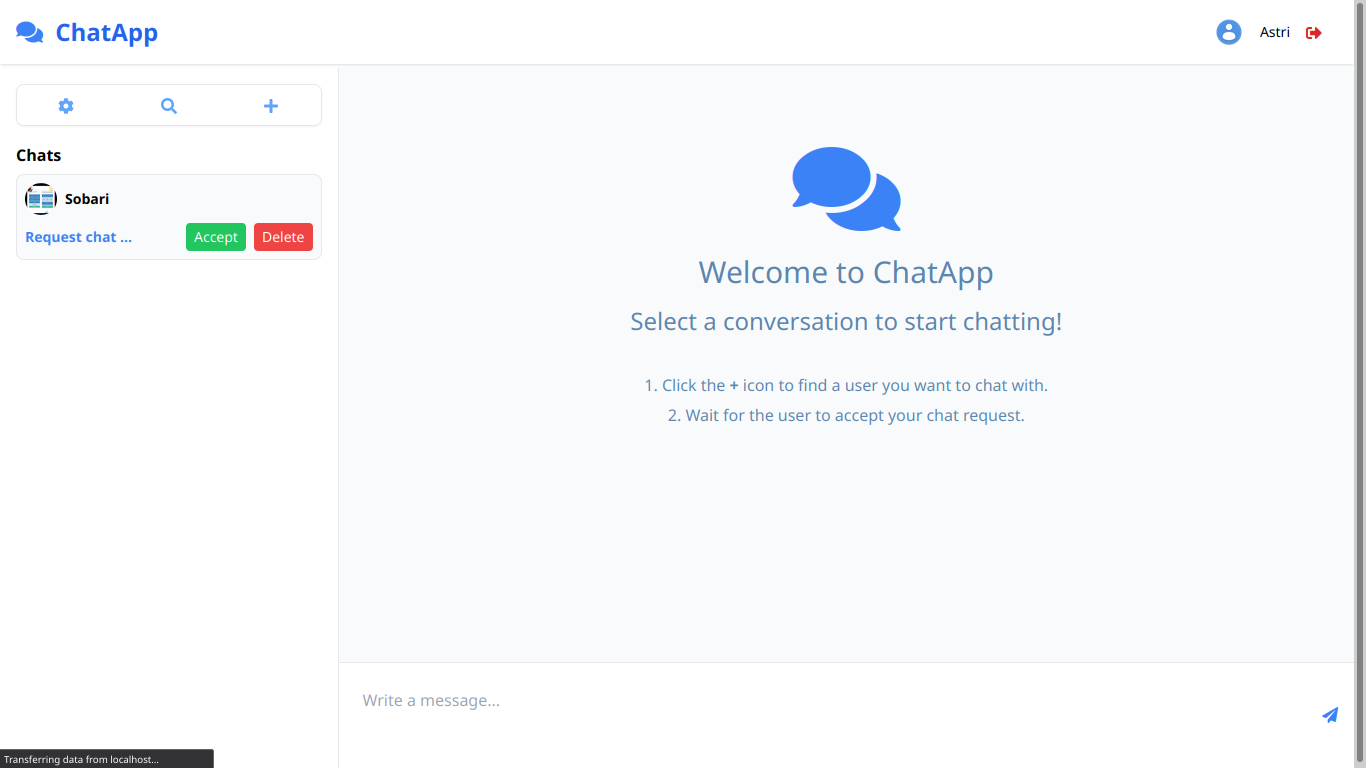 ChatApp
Astri
Chats
Sobari
Request chat ...
Accept
Delete
Welcome to ChatApp
Select a conversation to start chatting!
1. Click the + icon to find a user you want to chat with.
2. Wait for the user to accept your chat request.
Write a message...
Transferring data from localhost...